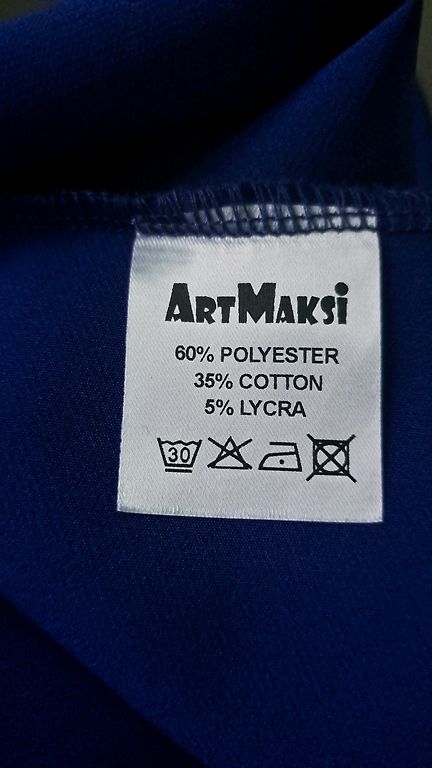 ArtMaksi
60% POLYESTER
35% COTTON
5% LYCRA
30